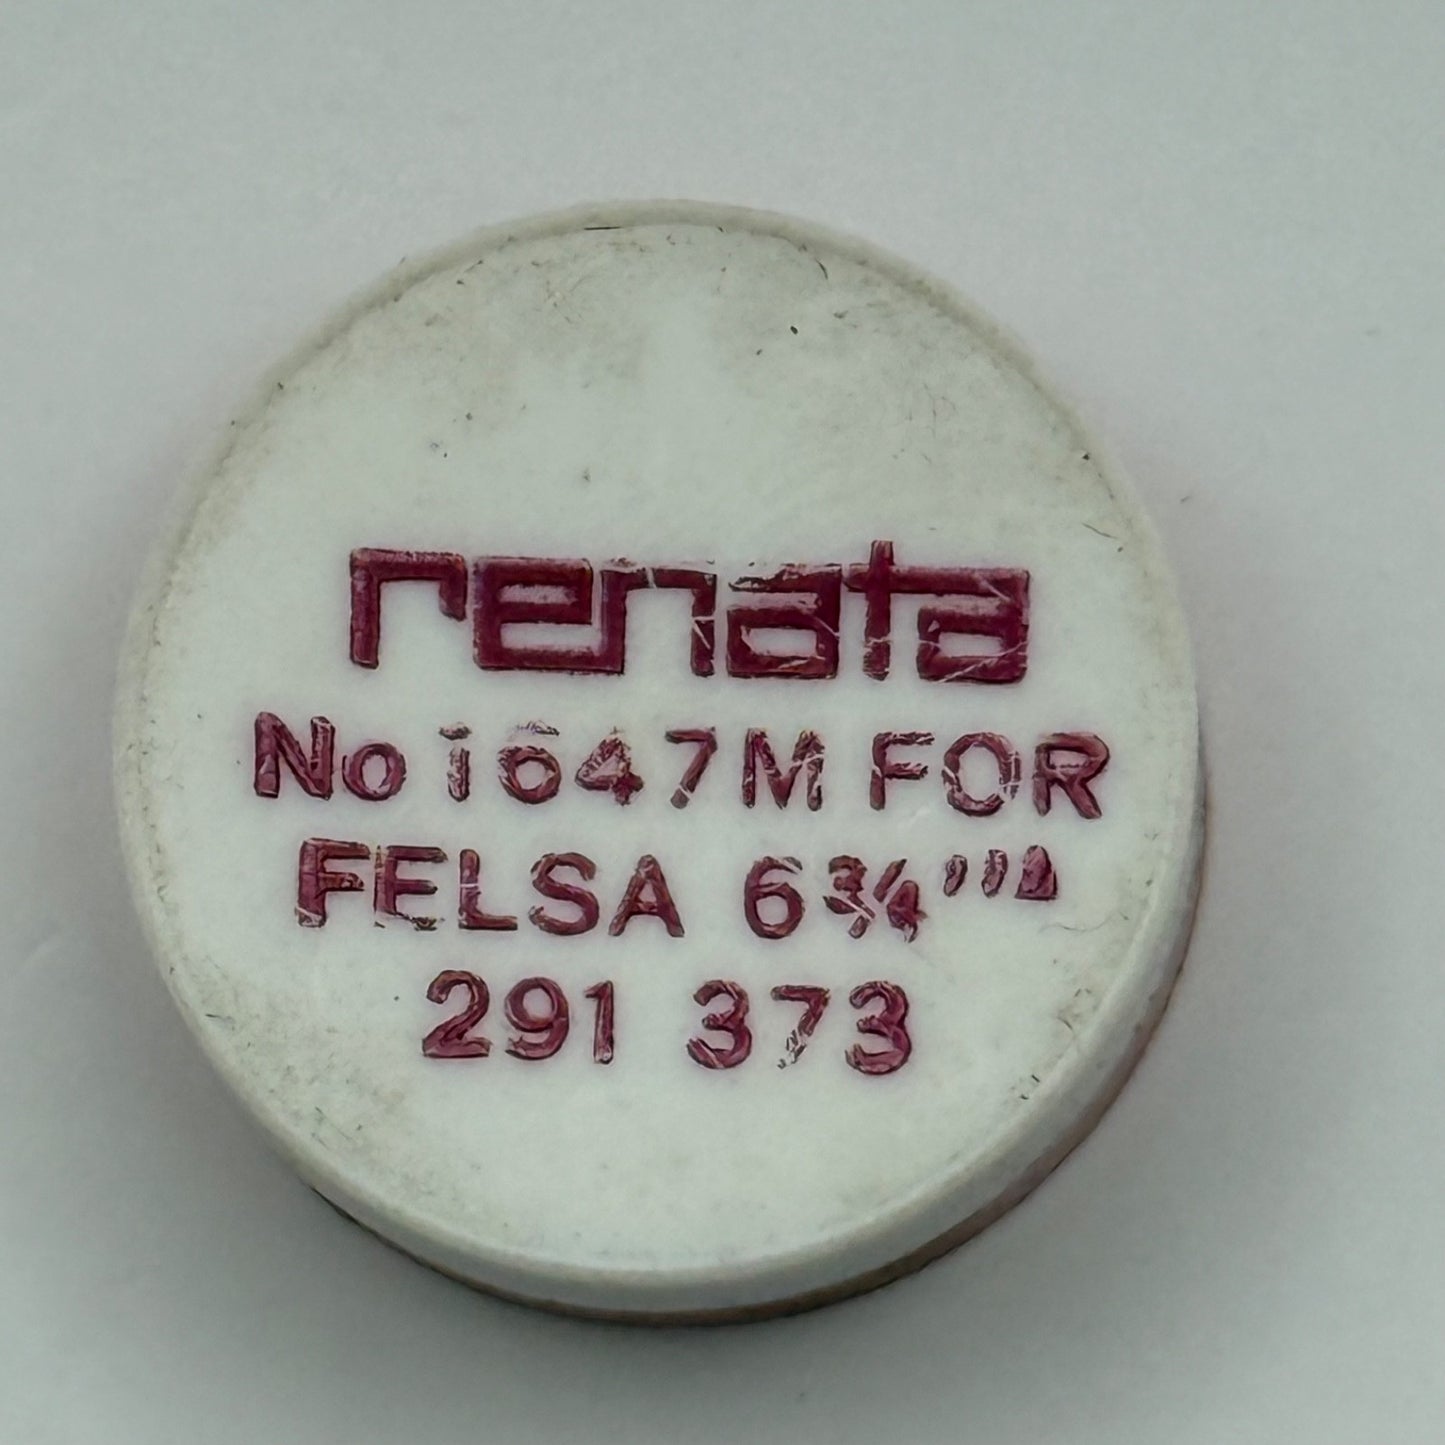 renata
No 1647M FOR
FELSA 6¾'''
291 373